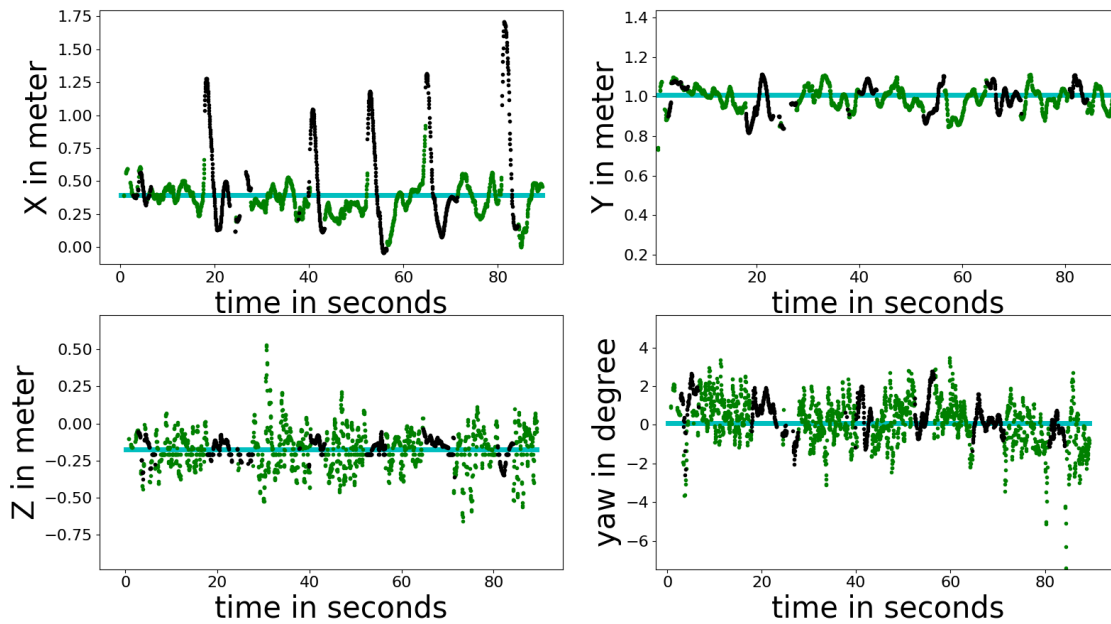 X in meter
1.75
1.50
1.25
1.00
0.75
0.50
0.25
0.00
0 20 40 60 80
time in seconds
Y in meter
1.4
1.2
1.0
0.8
0.6
0.4
0.2
20 40 60 80
time in seconds
Z in meter
0.50
0.25
0.00
−0.25
−0.50
−0.75
0 20 40 60 80
time in seconds
yaw in degree
4
2
0
−2
−4
−6
0 20 40 60 80
time in seconds